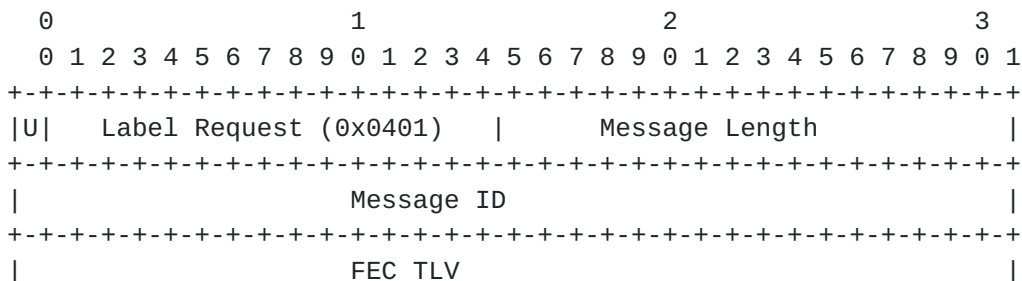 0                   1                   2                   3
 0 1 2 3 4 5 6 7 8 9 0 1 2 3 4 5 6 7 8 9 0 1 2 3 4 5 6 7 8 9 0 1
+-+-+-+-+-+-+-+-+-+-+-+-+-+-+-+-+-+-+-+-+-+-+-+-+-+-+-+-+-+-+-+-+
|U|   Label Request (0x0401)   |      Message Length            |
+-+-+-+-+-+-+-+-+-+-+-+-+-+-+-+-+-+-+-+-+-+-+-+-+-+-+-+-+-+-+-+-+
|                     Message ID                                |
+-+-+-+-+-+-+-+-+-+-+-+-+-+-+-+-+-+-+-+-+-+-+-+-+-+-+-+-+-+-+-+-+
|                     FEC TLV                                   |